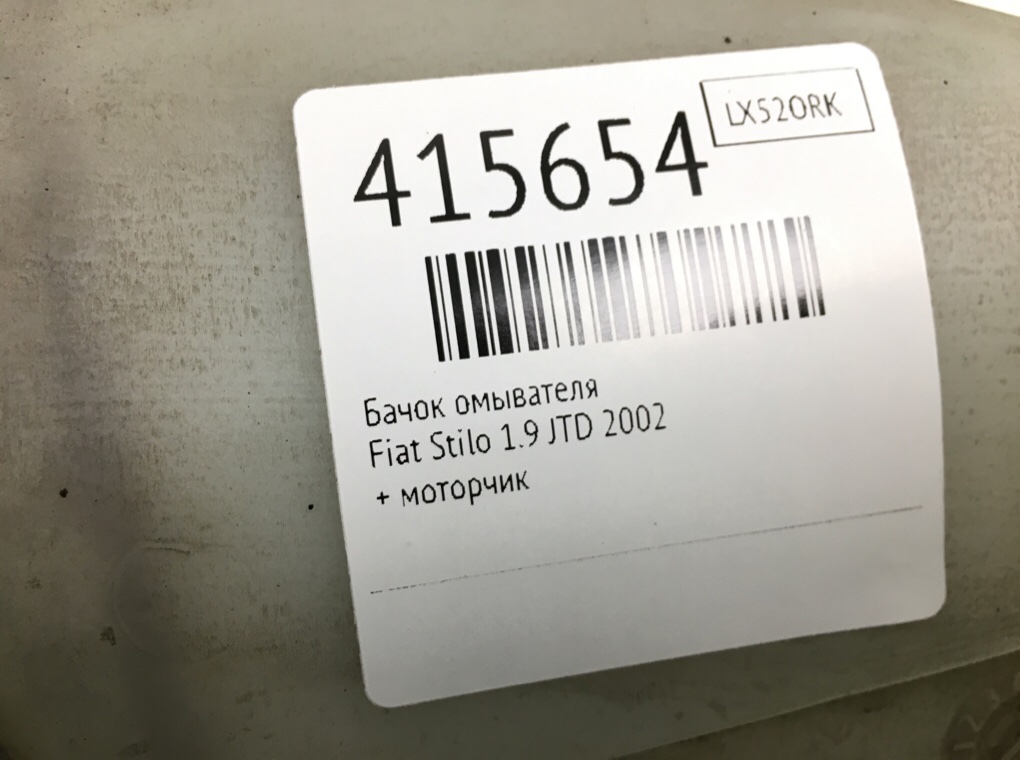 415654
LX52ORK
Бачок омывателя
Fiat Stilo 1.9 JTD 2002
+ моторчик